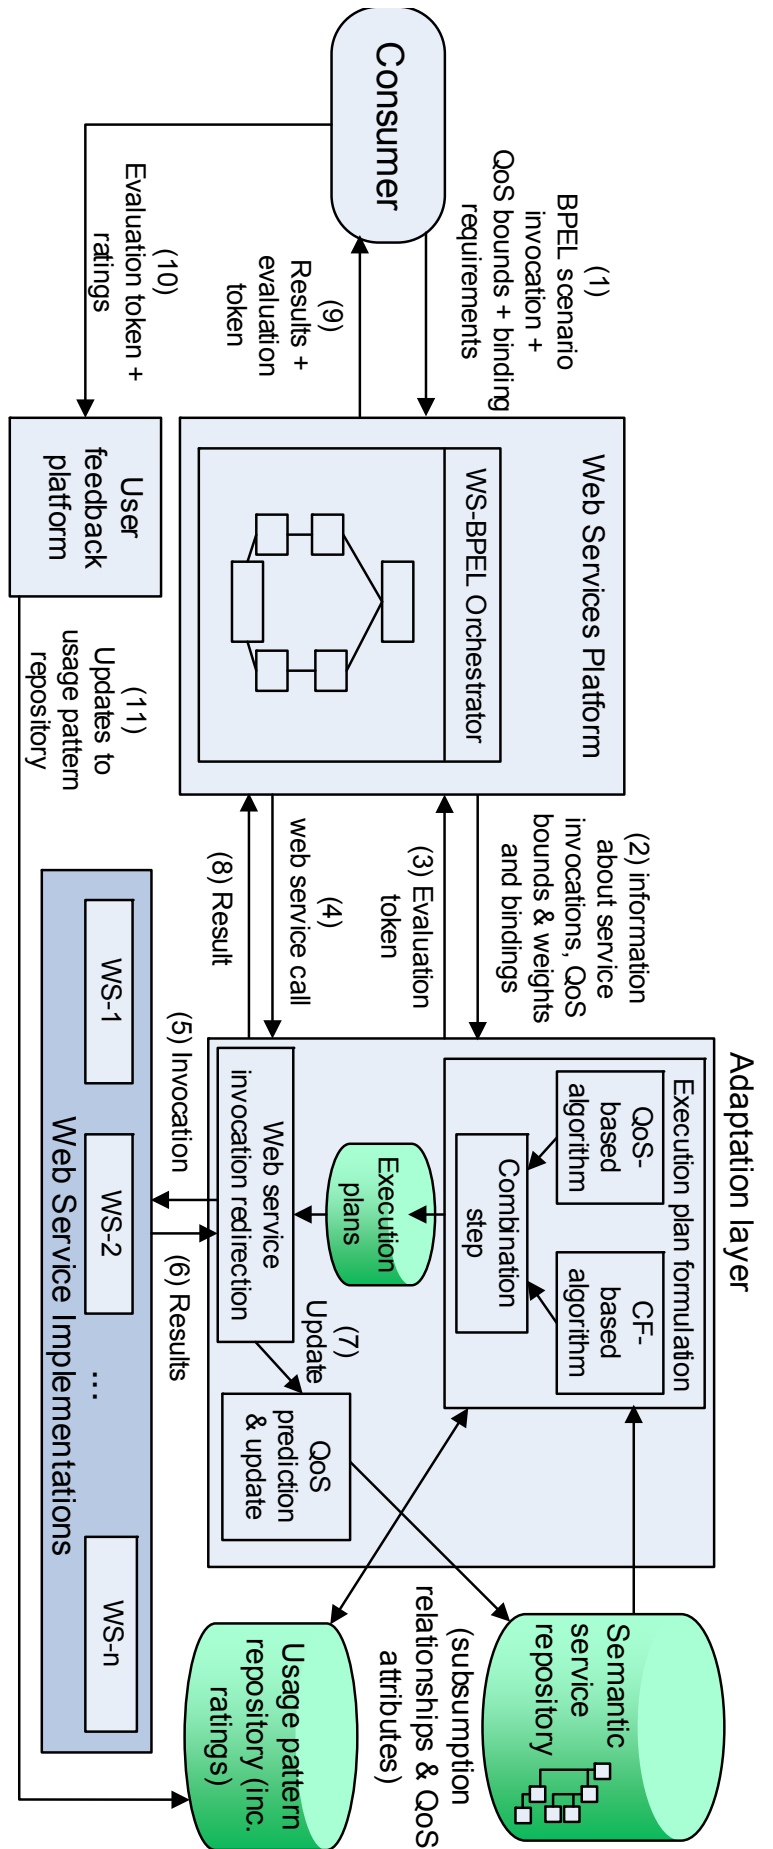 Consumer
(1)
BPEL scenario
invocation +
QoS bounds + binding
requirements
(9)
Results +
evaluation
token
(10)
Evaluation token +
ratings
Web Services Platform
WS-BPEL Orchestrator
User
feedback
platform
(11)
Updates to
usage pattern
repository
(2) information
about service
invocations, QoS
bounds & weights
and bindings
(3) Evaluation
token
(4)
web service call
(8) Result
Adaptation layer
Execution plan formulation
QoS-
based
algorithm
CF-
based
algorithm
Combination
step
Execution
plans
Web service
invocation redirection
(7)
Update
QoS
prediction
& update
(5) Invocation
(6) Results
WS-1
WS-2
...
WS-n
Web Service Implementations
Semantic
service
repository
(subsumption
relationships & QoS
attributes)
Usage pattern
repository (inc.
ratings)